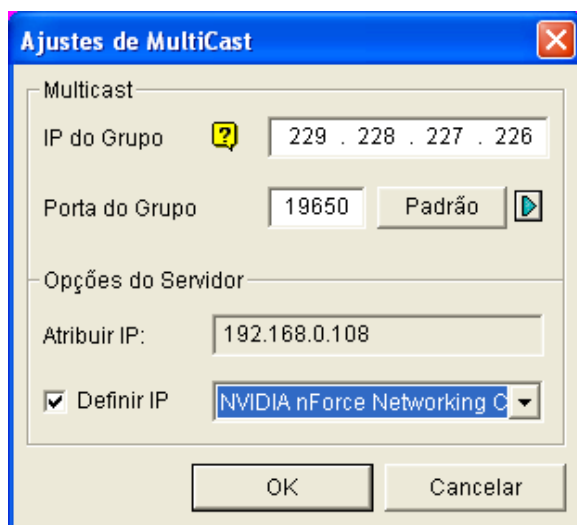 Ajustes de MultiCast
Multicast
IP do Grupo ? 229 . 228 . 227 . 226
Porta do Grupo 19650 Padrão
Opções do Servidor
Atribuir IP: 192.168.0.108
Definir IP NVIDIA nForce Networking C
OK Cancelar